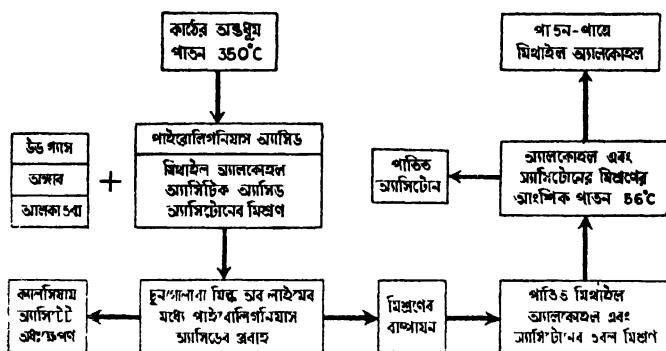 কাঠের অন্তর্ধূম
পাতন 350°C
পাতন-পাত্রে
মিথাইল অ্যালকোহল
উড গ্যাস
অঙ্গার
আলকাতরা
+
পাইরোলিগনিয়াস অ্যাসিড
মিথাইল অ্যালকোহল
অ্যাসিটিক অ্যাসিড
অ্যাসিটোনের মিশ্রণ
পাতিত
অ্যাসিটোন
অ্যালকোহল এবং
অ্যাসিটোনের মিশ্রণের
আংশিক পাতন 56°C
ক্যালসিয়াম
অ্যাসিটেট
অধঃক্ষেপণ
চুনগোলা বা মিল্ক অব লাইমের
মধ্যে পাইরোলিগনিয়াস
অ্যাসিডের প্রবাহ
মিশ্রণের
বাষ্পায়ন
পাতিত মিথাইল
অ্যালকোহল এবং
অ্যাসিটোনের তরল মিশ্রণ